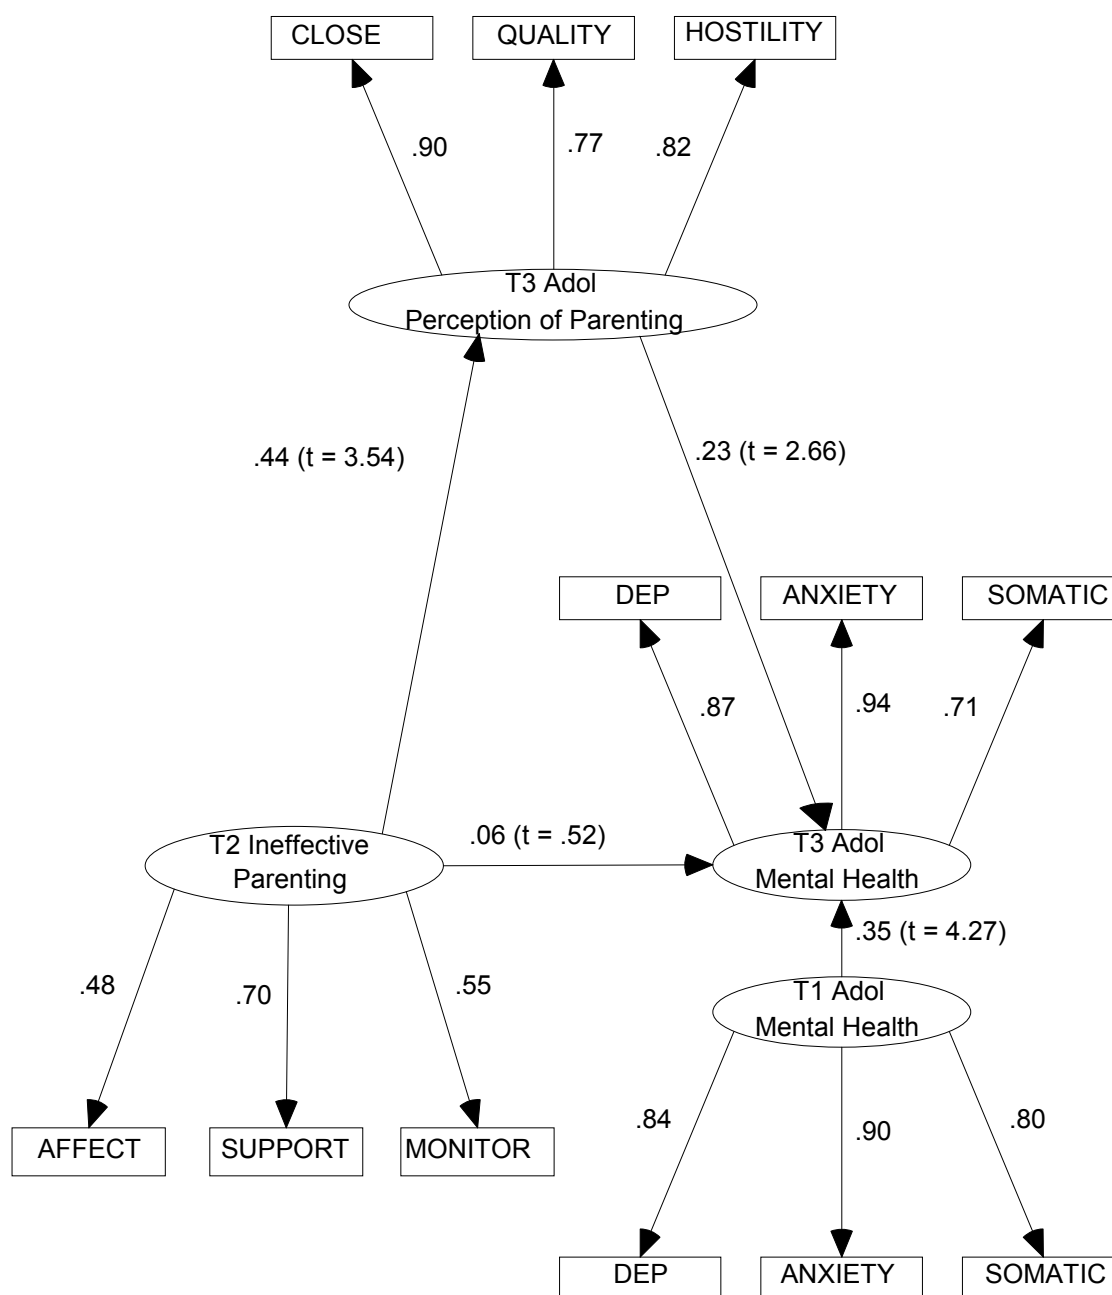 CLOSE
QUALITY
HOSTILITY
.90
.77
.82
T3 Adol
Perception of Parenting
.44 (t = 3.54)
.23 (t = 2.66)
DEP
ANXIETY
SOMATIC
.87
.94
.71
T2 Ineffective
Parenting
.06 (t = .52)
T3 Adol
Mental Health
.35 (t = 4.27)
.48
.70
.55
T1 Adol
Mental Health
AFFECT
SUPPORT
MONITOR
.84
.90
.80
DEP
ANXIETY
SOMATIC